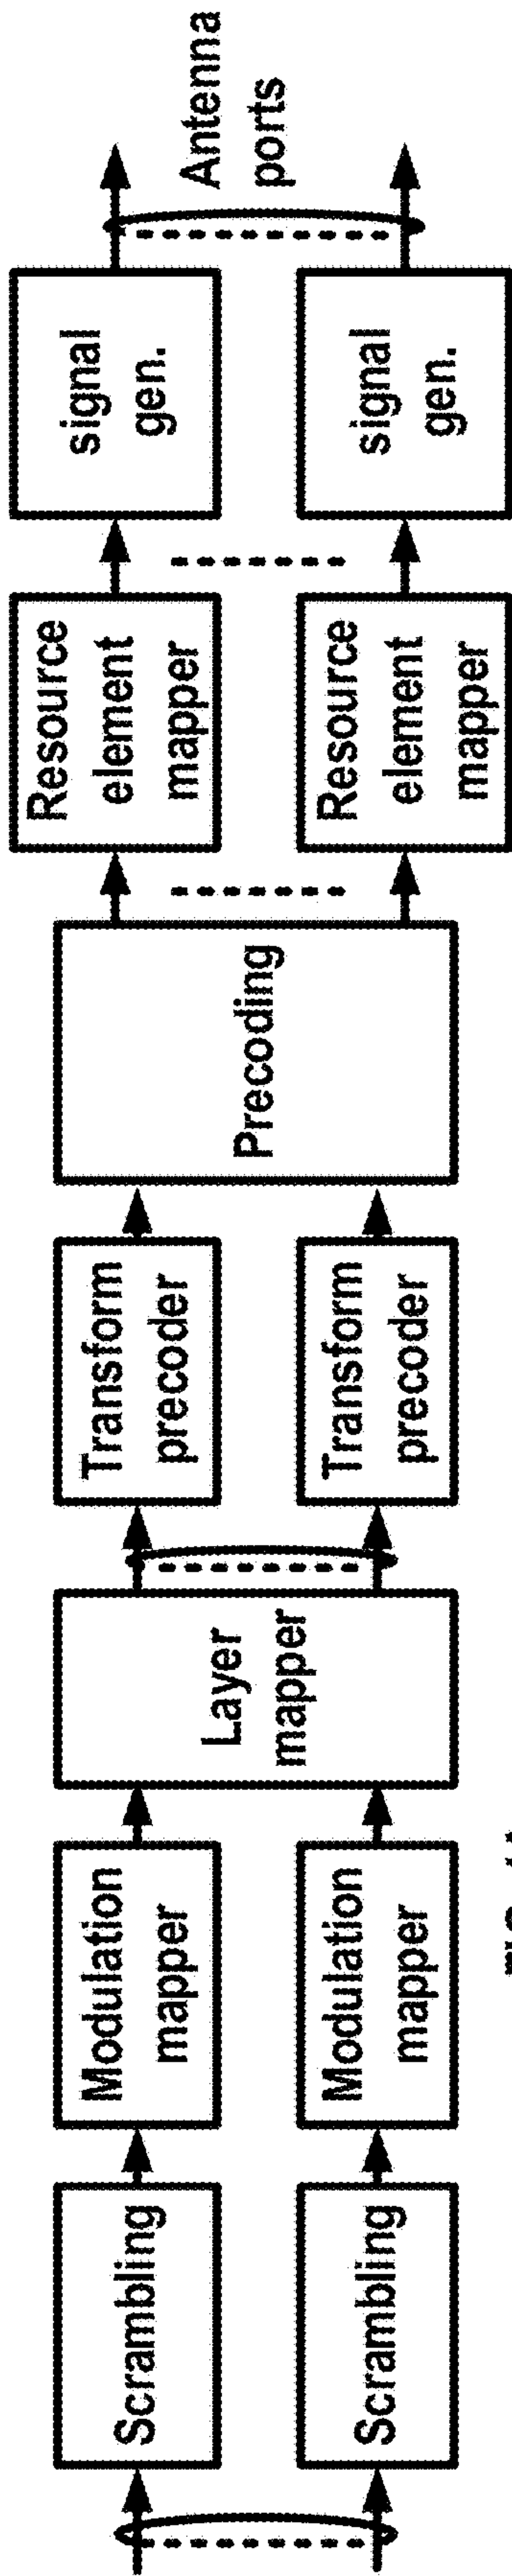 Scrambling
Modulation
mapper
Layer
mapper
Transform
precoder
Precoding
Resource
element
mapper
signal
gen.
Antenna
ports
Scrambling
Modulation
mapper
Transform
precoder
Resource
element
mapper
signal
gen.